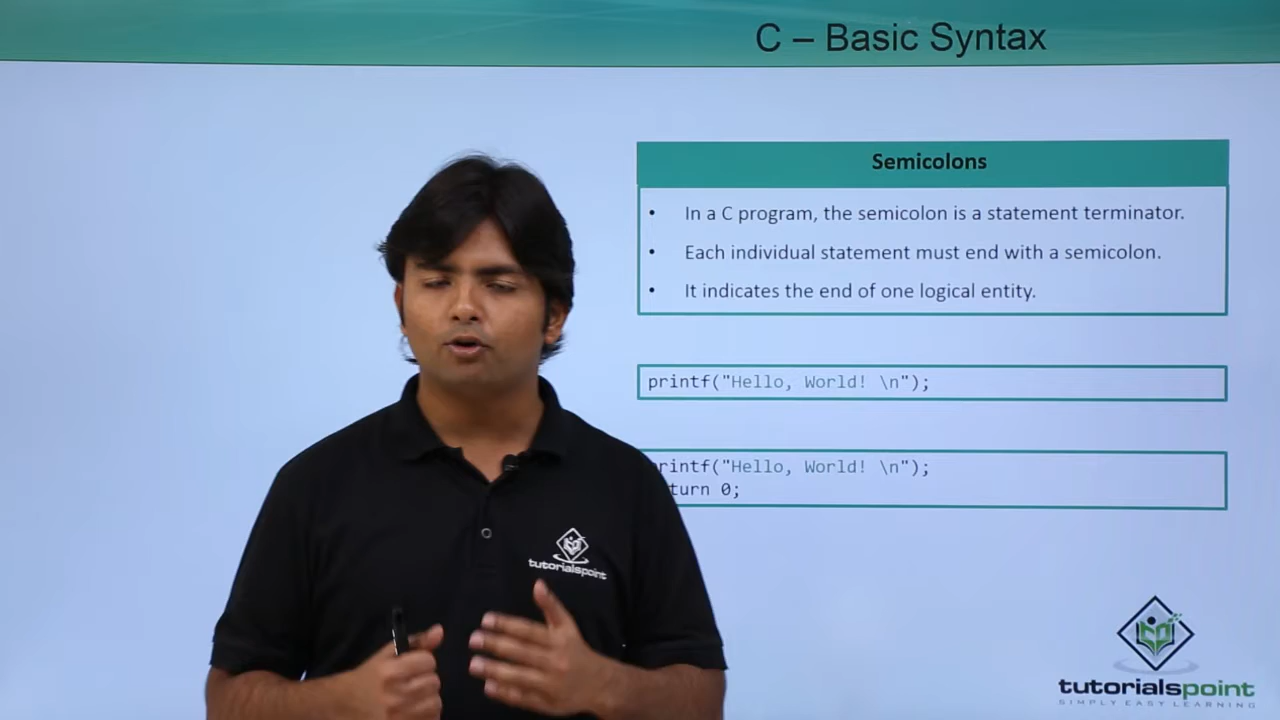 C – Basic Syntax
Semicolons
• In a C program, the semicolon is a statement terminator.
• Each individual statement must end with a semicolon.
• It indicates the end of one logical entity.
printf("Hello, World! \n");
rintf("Hello, World! \n");
turn 0;
tutorialspoint
tutorialspoint
SIMPLY EASY LEARNING